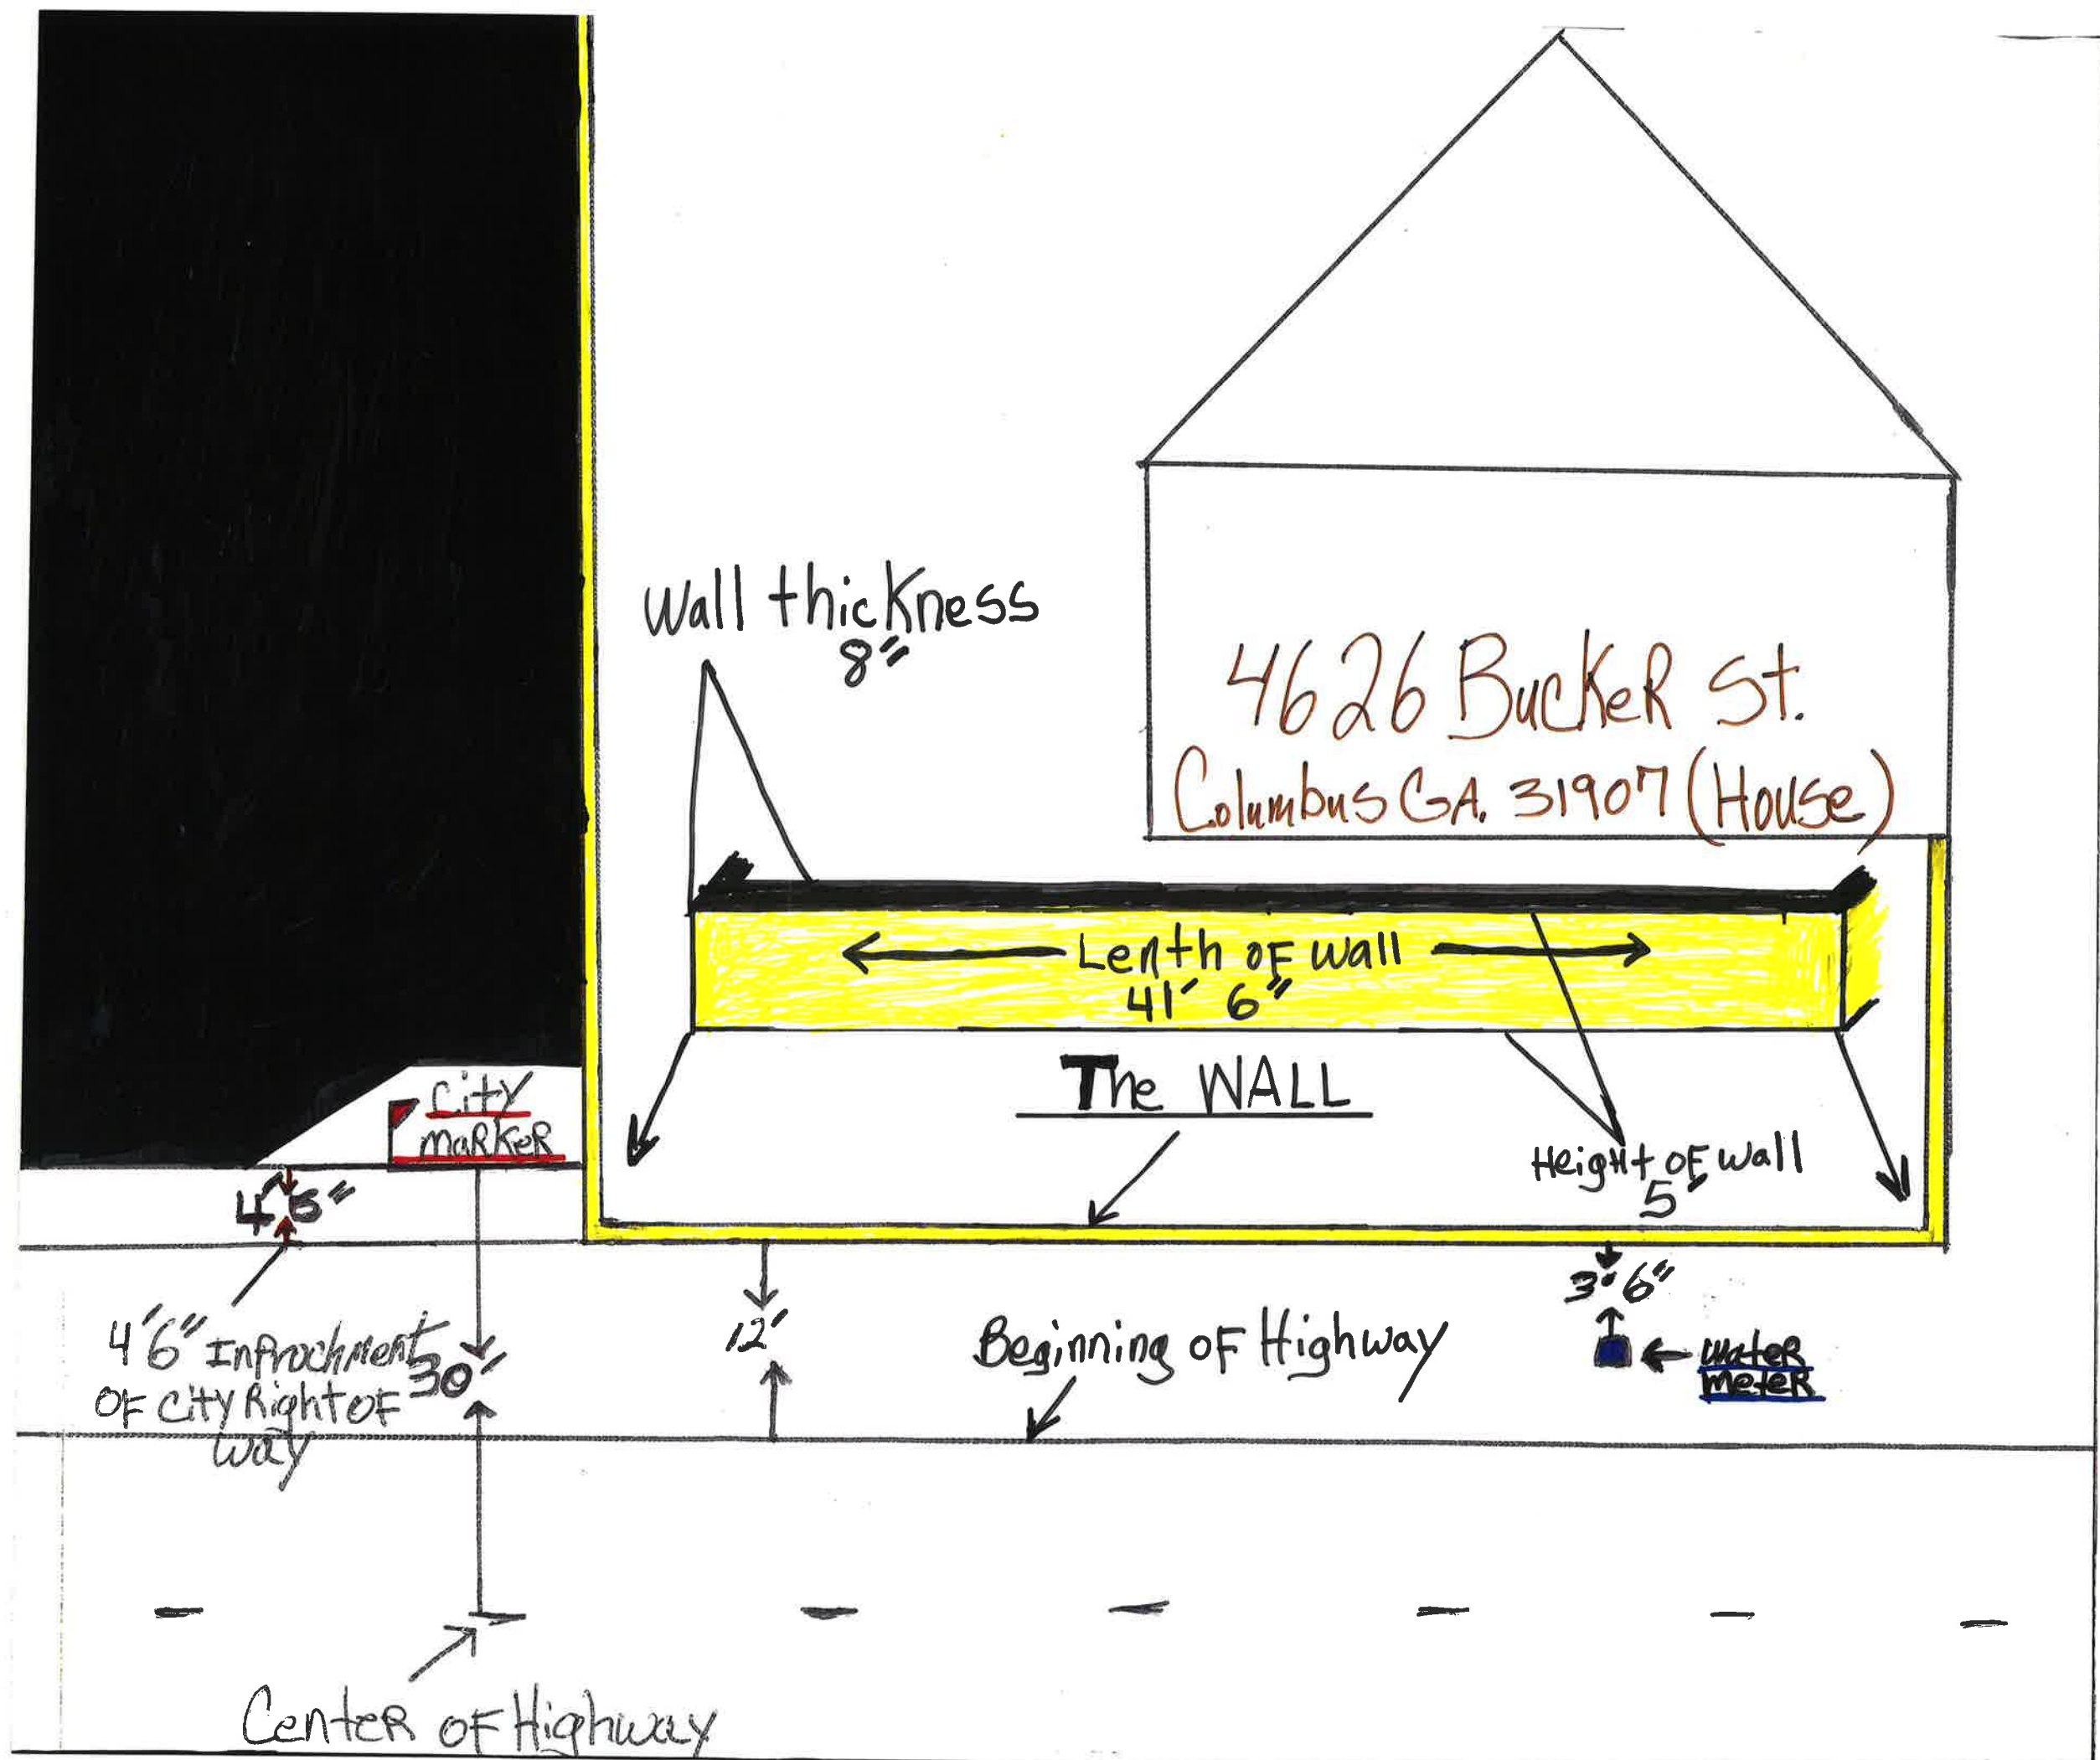 Wall thickness
8"
4626 Bucker St.
Columbus GA. 31907 (House)
Lenth of wall
41' 6"
The WALL
City
Marker
Height of wall
5'
4' 6"
3' 6"
4'6" Infrochment
of City Right of
way
30'
12'
Beginning of Highway
water
meter
Center of Highway